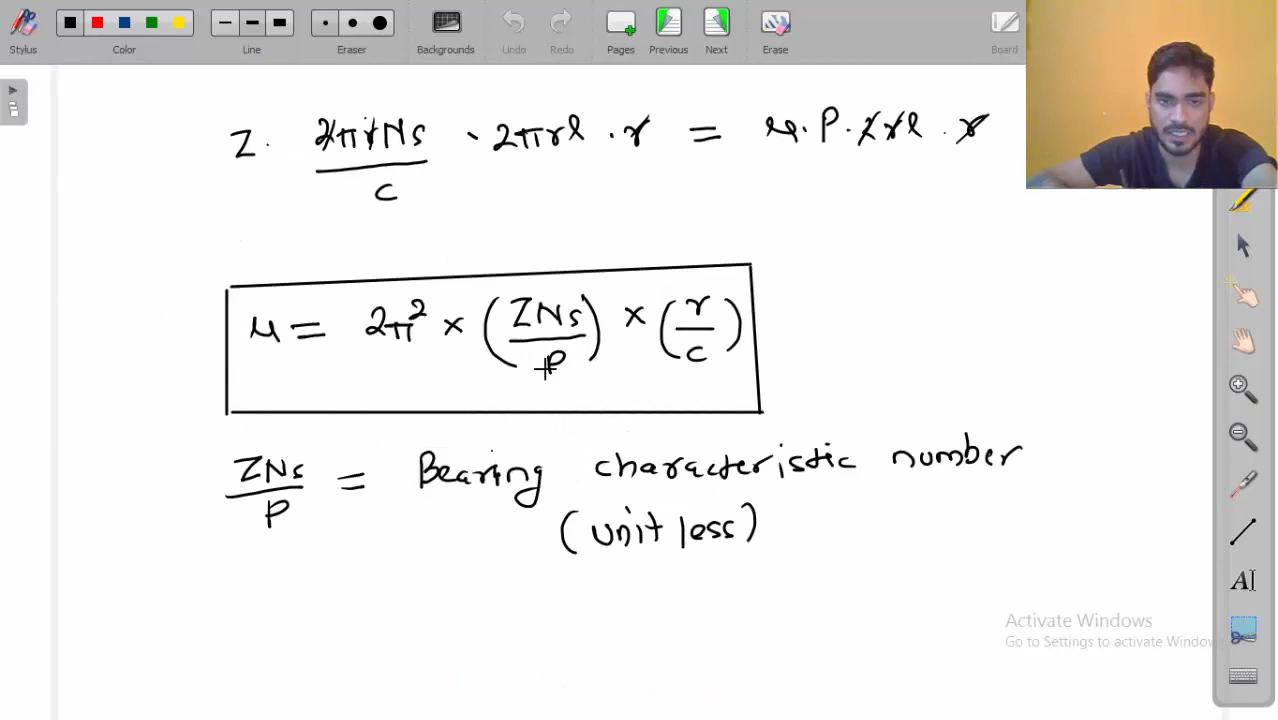 Stylus Color Line Eraser Backgrounds Undo Redo Pages Previous Next Erase Board
Z. 2πrNs/c · 2πrl · r = μ. P. 2rl . r
μ = 2π² × (ZNs/P) × (r/c)
ZNs/P = Bearing characteristic number
(unit less)
Activate Windows
Go to Settings to activate Window